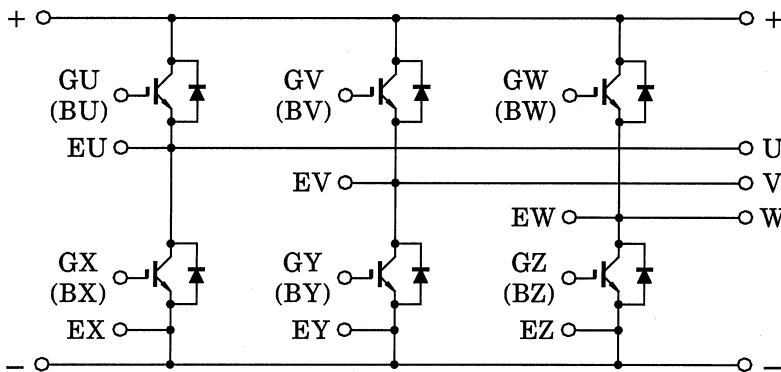 + +
GU GV GW
(BU) (BV) (BW)
EU U
EV V
EW W
GX GY GZ
(BX) (BY) (BZ)
EX EY EZ
− −